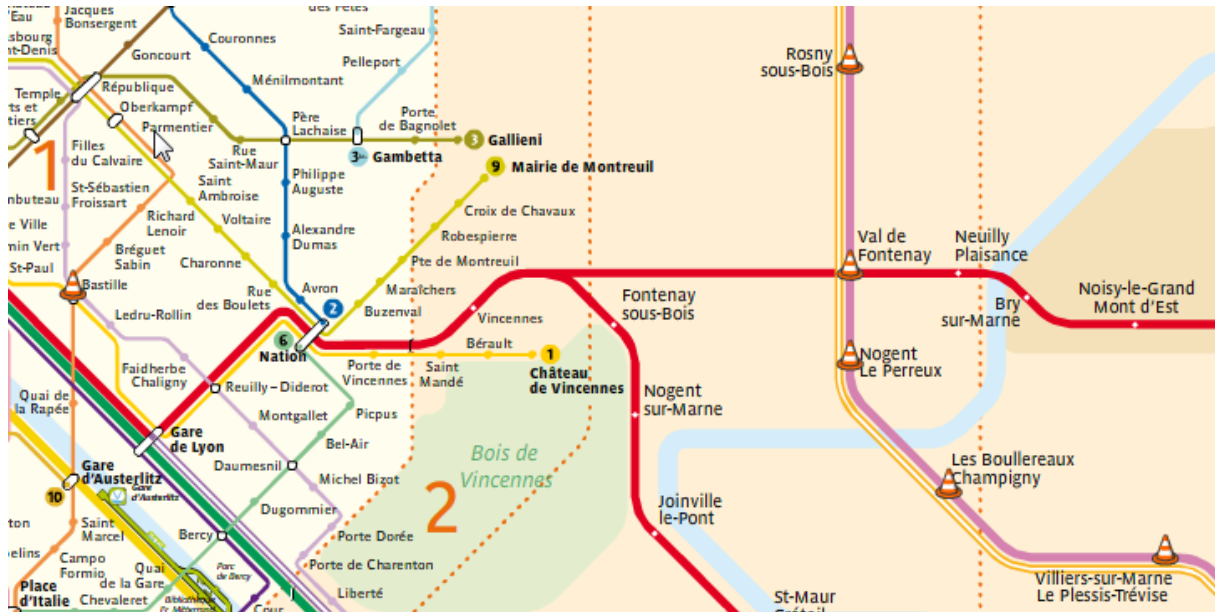 'Eau
Jacques
Bonsergent
des Fêtes
Saint-Fargeau
Couronnes
Goncourt
Pelleport
Ménilmontant
République
Temple
Oberkampf
Parmentier
Père
Lachaise
Porte
de Bagnolet
3 Gallieni
Gambetta
9 Mairie de Montreuil
Filles
du Calvaire
1
Rue
Saint-Maur
Philippe
Auguste
St-Sébastien
Froissart
Saint
Ambroise
Richard
Lenoir
Voltaire
Alexandre
Dumas
Croix de Chavaux
Robespierre
Pte de Montreuil
Bréguet
Sabin
Charonne
St-Paul
Bastille
Rue
des Boulets
Avron
2
Maraîchers
Buzenval
Ledru-Rollin
6
Nation
Vincennes
Bérault
1
Château
de Vincennes
Porte de
Vincennes
Saint
Mandé
Faidherbe
Chaligny
Reuilly – Diderot
Quai de
la Rapée
Montgallet
Picpus
Gare
de Lyon
Bel-Air
Daumesnil
Michel Bizot
Gare
d'Austerlitz
10
Gare
d'Austerlitz
Dugommier
Saint
Marcel
Bercy
Porte Dorée
Campo
Formio
Quai
de la Gare
Parc
de Bercy
Porte de Charenton
Place
d'Italie
Chevaleret
Liberté
Cour
Bois de
Vincennes
2
Rosny
sous-Bois
Val de
Fontenay
Neuilly
Plaisance
Fontenay
sous-Bois
Bry
sur-Marne
Noisy-le-Grand
Mont d'Est
Nogent
Le Perreux
Nogent
sur-Marne
Les Boullereaux
Champigny
Joinville
le-Pont
Villiers-sur-Marne
Le Plessis-Trévise
St-Maur